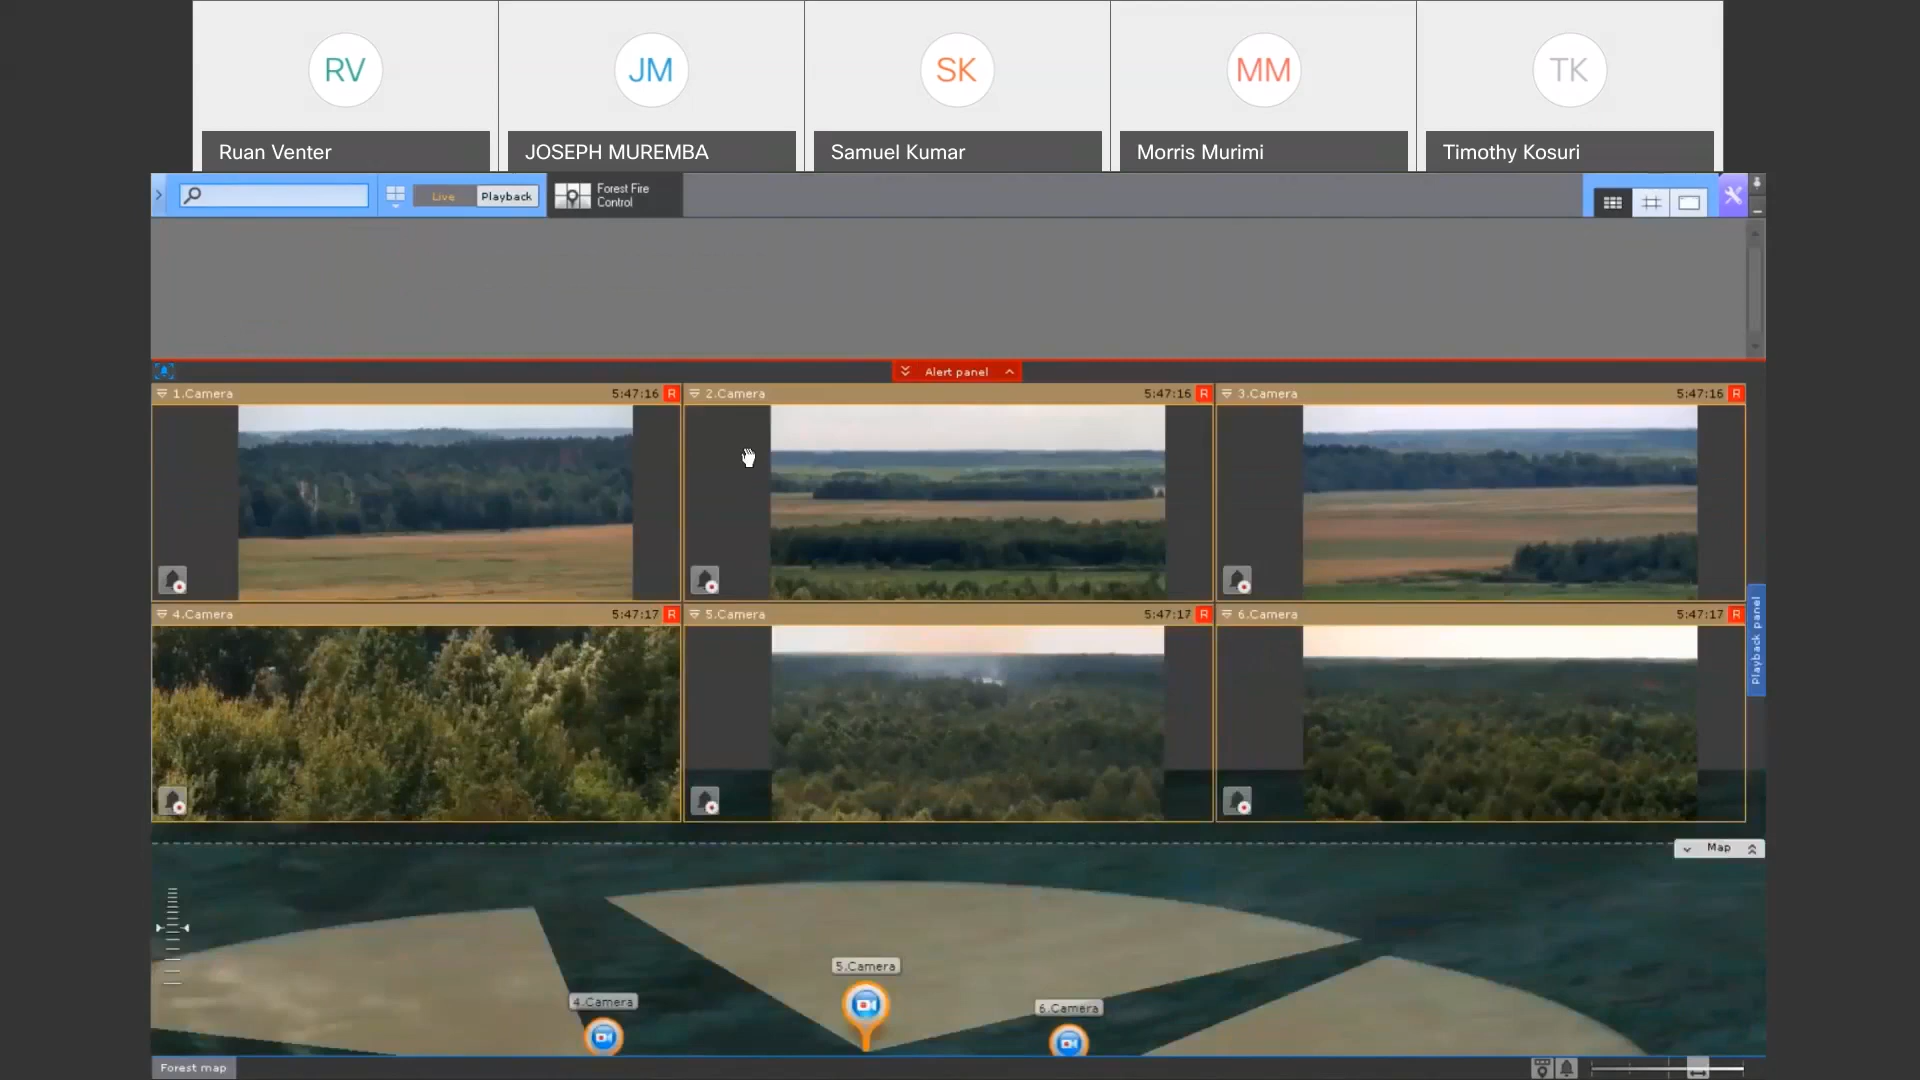 RV
JM
SK
MM
TK
Ruan Venter
JOSEPH MUREMBA
Samuel Kumar
Morris Murimi
Timothy Kosuri
Live
Playback
Forest Fire
Control
Alert panel
1.Camera
5:47:16
R
2.Camera
5:47:16
R
3.Camera
5:47:16
R
4.Camera
5:47:17
R
5.Camera
5:47:17
R
6.Camera
5:47:17
R
Playback panel
Map
5.Camera
4.Camera
6.Camera
Forest map